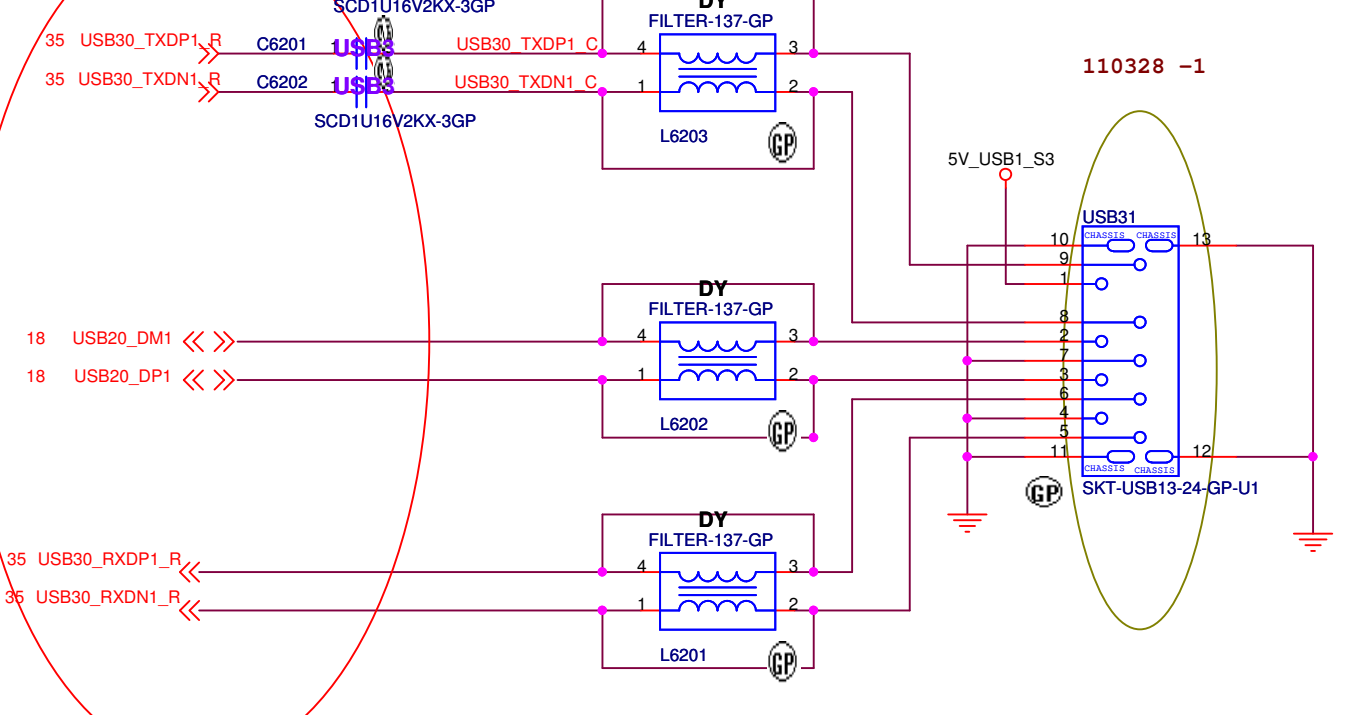 SCD1U16V2KX-3GP
DY
FILTER-137-GP
35 USB30_TXDP1_R
C6201
1
USB3
USB30_TXDP1_C
4
3
35 USB30_TXDN1_R
C6202
1
USB3
USB30_TXDN1_C
1
2
SCD1U16V2KX-3GP
L6203
GP
110328 -1
5V_USB1_S3
USB31
CHASSIS CHASSIS
10
13
9
1
8
2
7
3
6
4
5
11
12
CHASSIS CHASSIS
SKT-USB13-24-GP-U1
GP
DY
FILTER-137-GP
18 USB20_DM1
4
3
18 USB20_DP1
1
2
L6202
GP
DY
FILTER-137-GP
35 USB30_RXDP1_R
4
3
35 USB30_RXDN1_R
1
2
L6201
GP